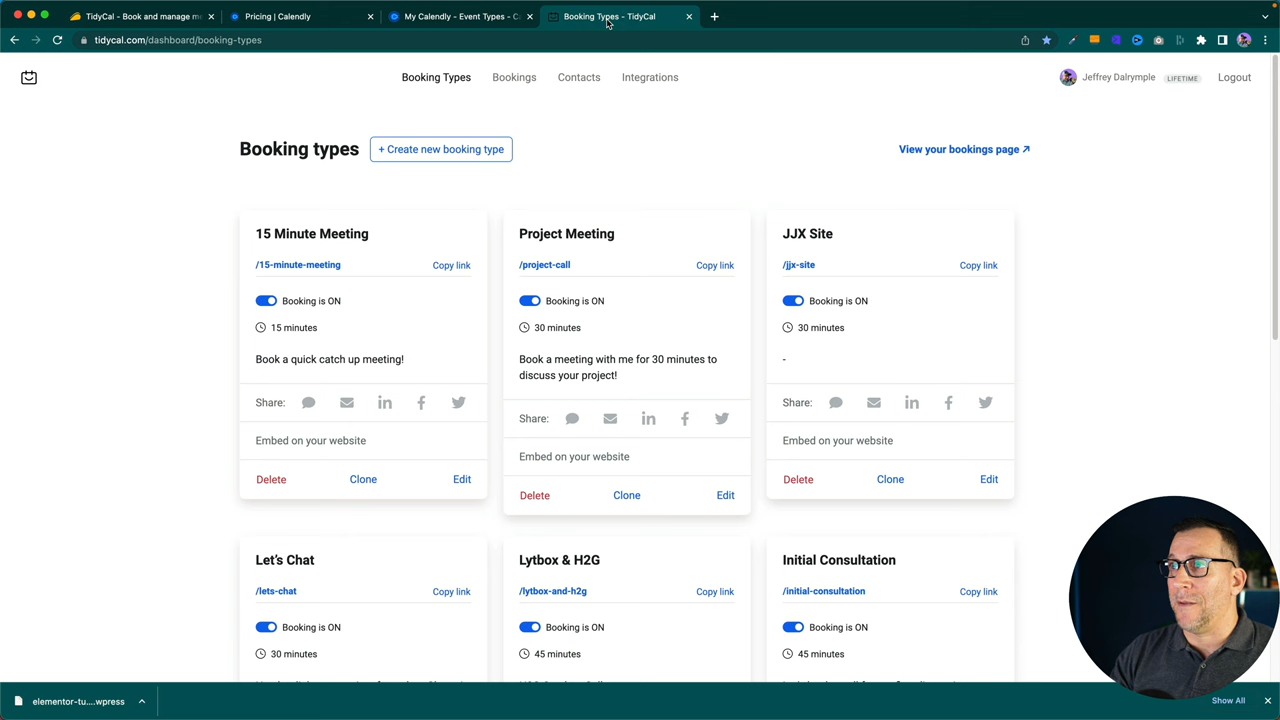 TidyCal - Book and manage me
Pricing | Calendly
My Calendly - Event Types - C
Booking Types - TidyCal
tidycal.com/dashboard/booking-types
Booking Types
Bookings
Contacts
Integrations
Jeffrey Dalrymple
LIFETIME
Logout
Booking types
+ Create new booking type
View your bookings page
15 Minute Meeting
/15-minute-meeting
Copy link
Booking is ON
15 minutes
Book a quick catch up meeting!
Share:
Embed on your website
Delete
Clone
Edit
Project Meeting
/project-call
Copy link
Booking is ON
30 minutes
Book a meeting with me for 30 minutes to
discuss your project!
Share:
Embed on your website
Delete
Clone
Edit
JJX Site
/jjx-site
Copy link
Booking is ON
30 minutes
-
Share:
Embed on your website
Delete
Clone
Edit
Let's Chat
/lets-chat
Copy link
Booking is ON
30 minutes
Lytbox & H2G
/lytbox-and-h2g
Copy link
Booking is ON
45 minutes
Initial Consultation
/initial-consultation
Copy link
Booking is ON
45 minutes
elementor-tu....wpress
Show All